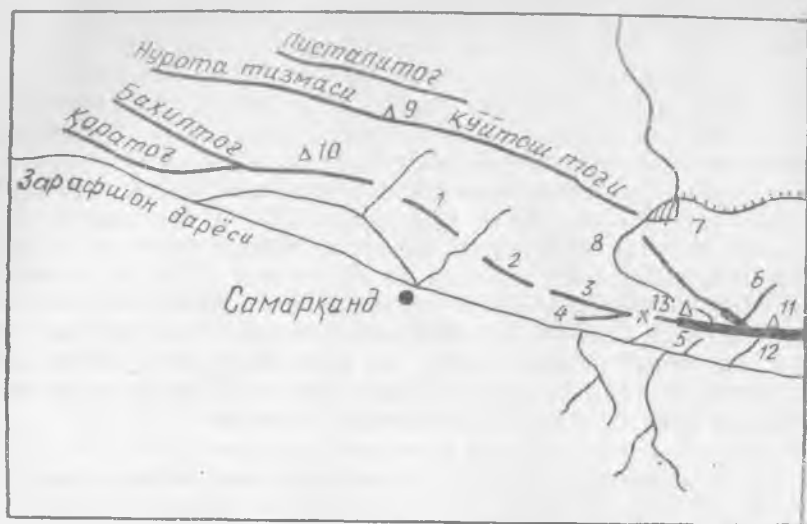 Писталитоғ
Нурота тизмаси
Қўйтош тоғи
Бахилтоғ
Қоратоғ
Зарафшон дарёси
Самарқанд
1
2
3
4
5
6
7
8
9
10
11
12
13
x